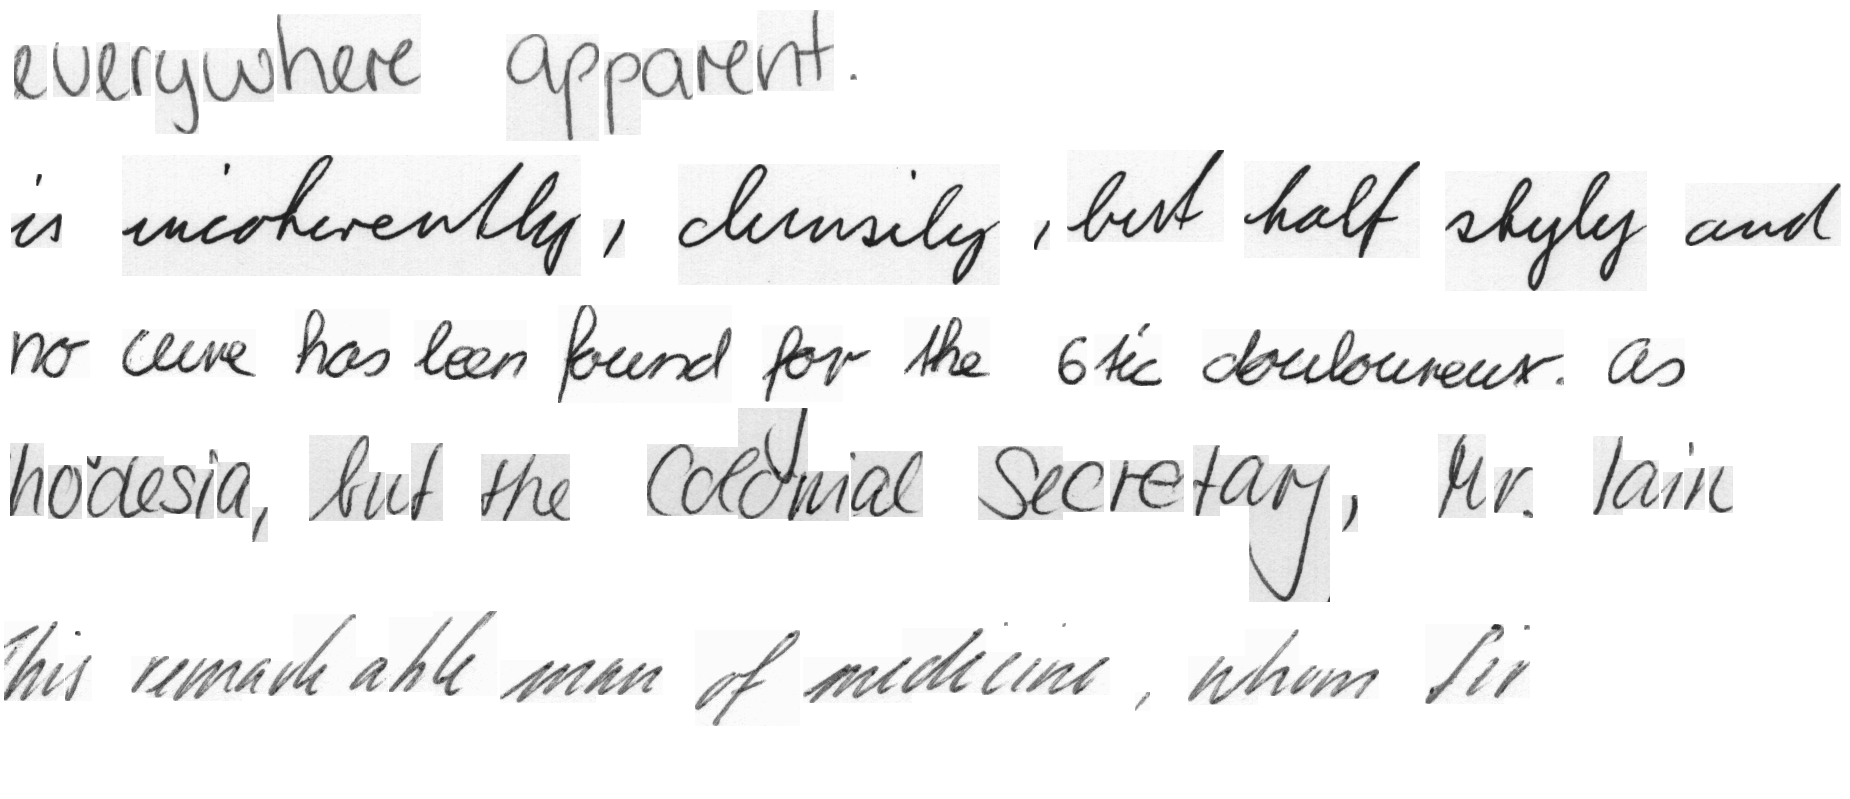 everywhere apparent.
is incoherently, clumsily, but half shyly and
no cure has been found for the 6 tic douloureux. as
hodesia, but the Colonial Secretary, Mr. Iain
This remarkable man of medicine, whom Sir